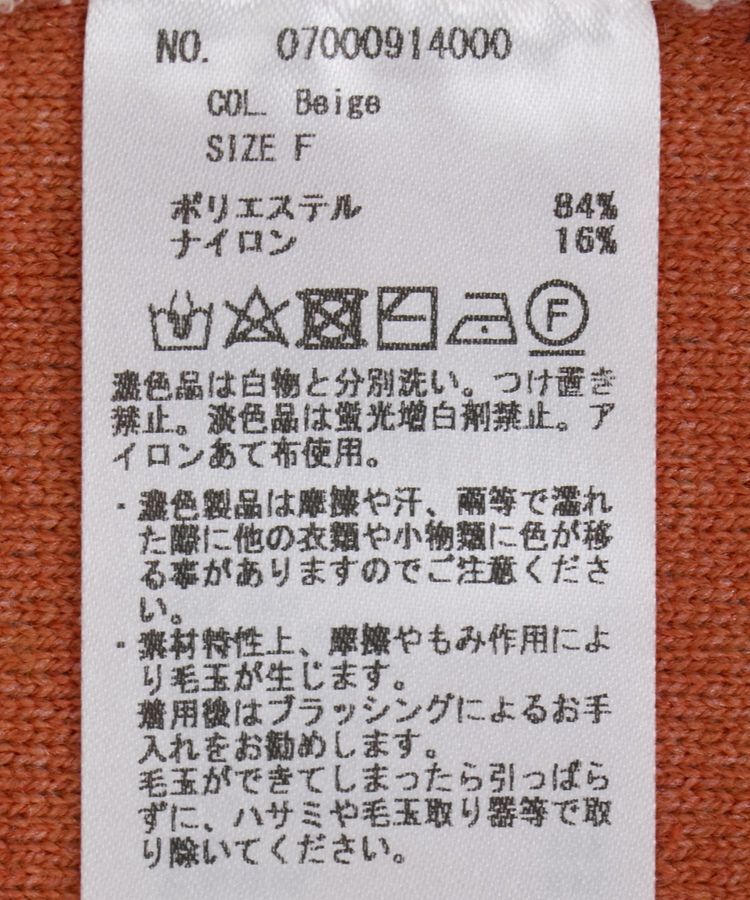 NO. 07000914000
COL. Beige
SIZE F
ポリエステル 84%
ナイロン 16%
F
濃色品は白物と分別洗い。つけ置き
禁止。淡色品は蛍光増白剤禁止。ア
イロンあて布使用。
・濃色製品は摩擦や汗、雨等で濡れ
た際に他の衣類や小物類に色が移
る事がありますのでご注意くださ
い。
・素材特性上、摩擦やもみ作用によ
り毛玉が生じます。
着用後はブラッシングによるお手
入れをお勧めします。
毛玉ができてしまったら引っぱら
ずに、ハサミや毛玉取り器等で取
り除いてください。